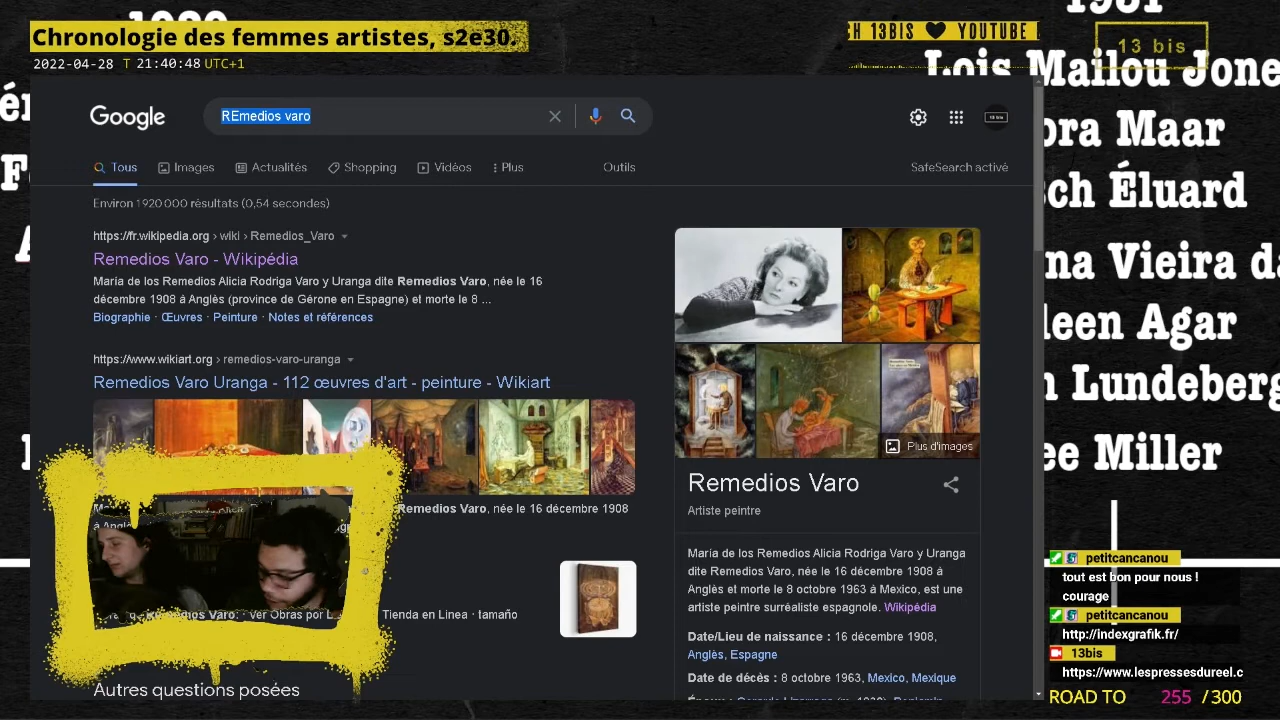 Chronologie des femmes artistes, s2e30.
2022-04-28 T 21:40:48 UTC+1
H 13BIS YOUTUBE
13 bis
1981
Lois Mailou Jone
ora Maar
sch Éluard
na Vieira da
leen Agar
n Lundeberg
ee Miller
Google
REmedios varo
13 bis
Tous
Images
Actualités
Shopping
Vidéos
Plus
Outils
SafeSearch activé
Environ 1 920 000 résultats (0,54 secondes)
https://fr.wikipedia.org › wiki › Remedios_Varo
Remedios Varo - Wikipédia
María de los Remedios Alicia Rodriga Varo y Uranga dite Remedios Varo, née le 16
décembre 1908 à Anglès (province de Gérone en Espagne) et morte le 8 ...
Biographie · Œuvres · Peinture · Notes et références
https://www.wikiart.org › remedios-varo-uranga
Remedios Varo Uranga - 112 œuvres d'art - peinture - Wikiart
Remedios Varo, née le 16 décembre 1908
à Anglè
Varo: · Ver Obras por L
Tienda en Linea · tamaño
Autres questions posées
Plus d'images
Remedios Varo
Artiste peintre
María de los Remedios Alicia Rodriga Varo y Uranga
dite Remedios Varo, née le 16 décembre 1908 à
Anglès et morte le 8 octobre 1963 à Mexico, est une
artiste peintre surréaliste espagnole. Wikipédia
Date/Lieu de naissance : 16 décembre 1908,
Anglès, Espagne
Date de décès : 8 octobre 1963, Mexico, Mexique
petitcancanou
tout est bon pour nous !
courage
petitcancanou
http://indexgrafik.fr/
13bis
https://www.lespressesdureel.c
ROAD TO 255 / 300